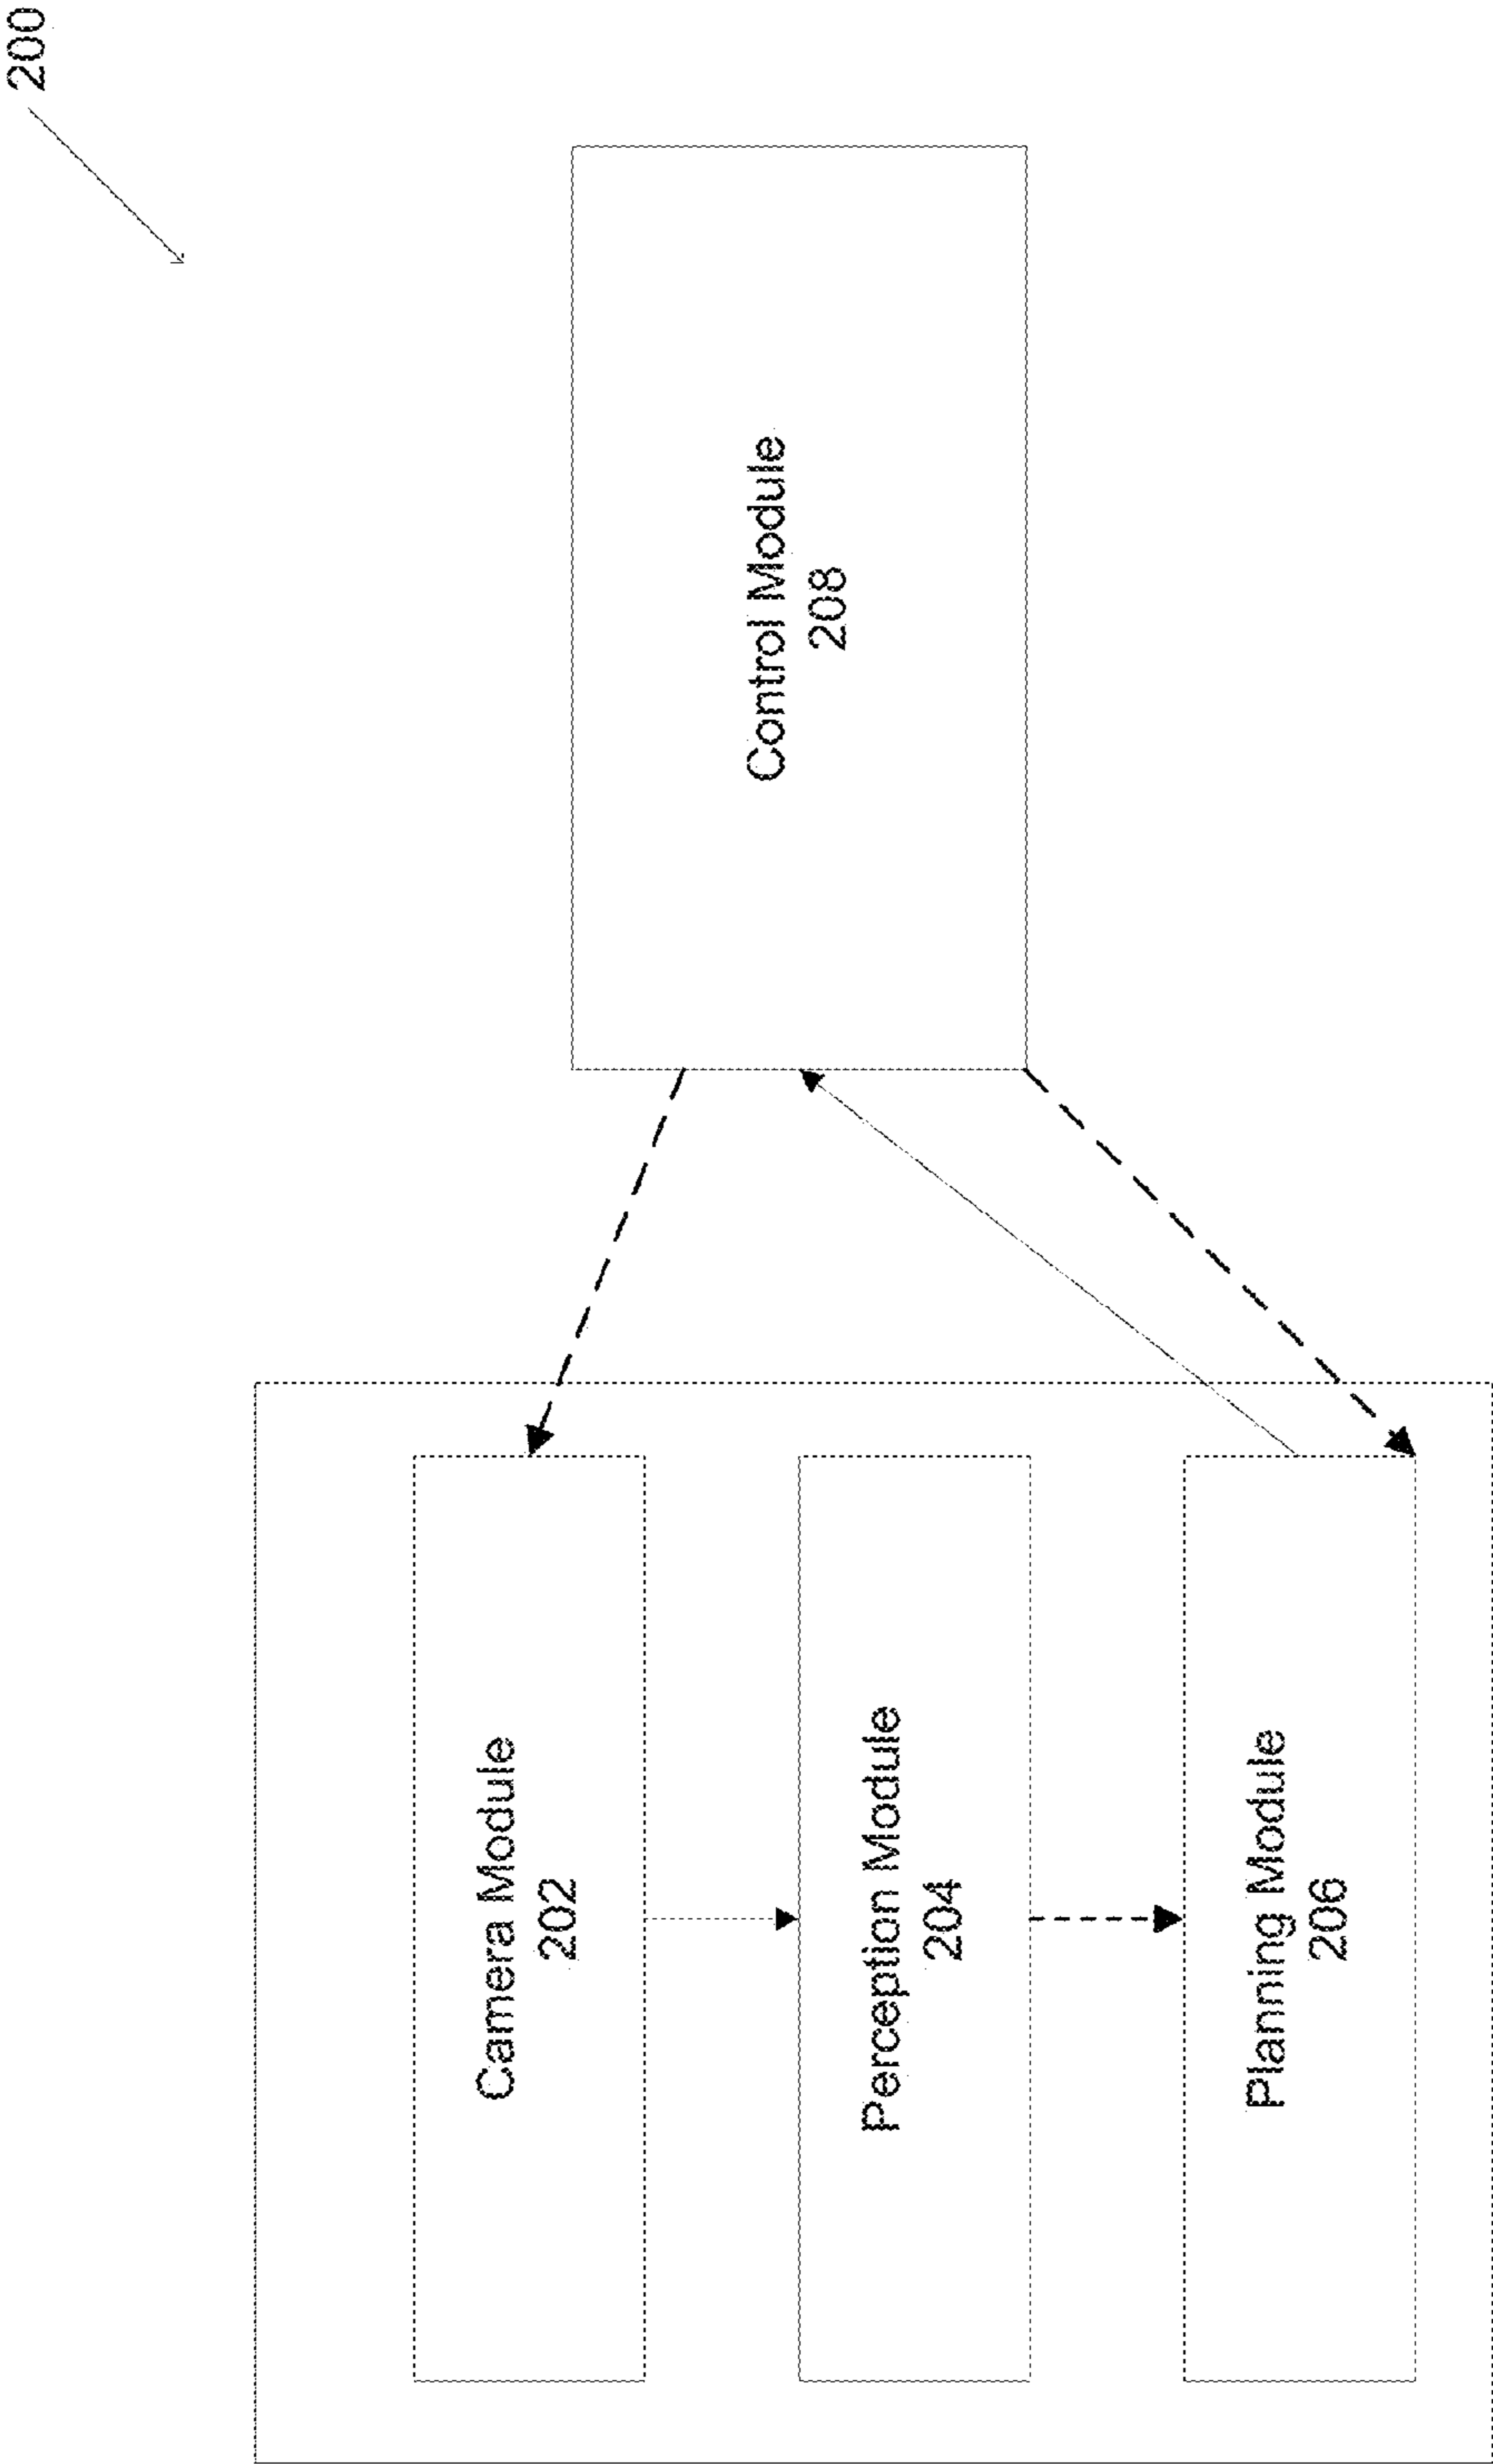 200
Camera Module
202
Perception Module
204
Planning Module
206
Control Module
208